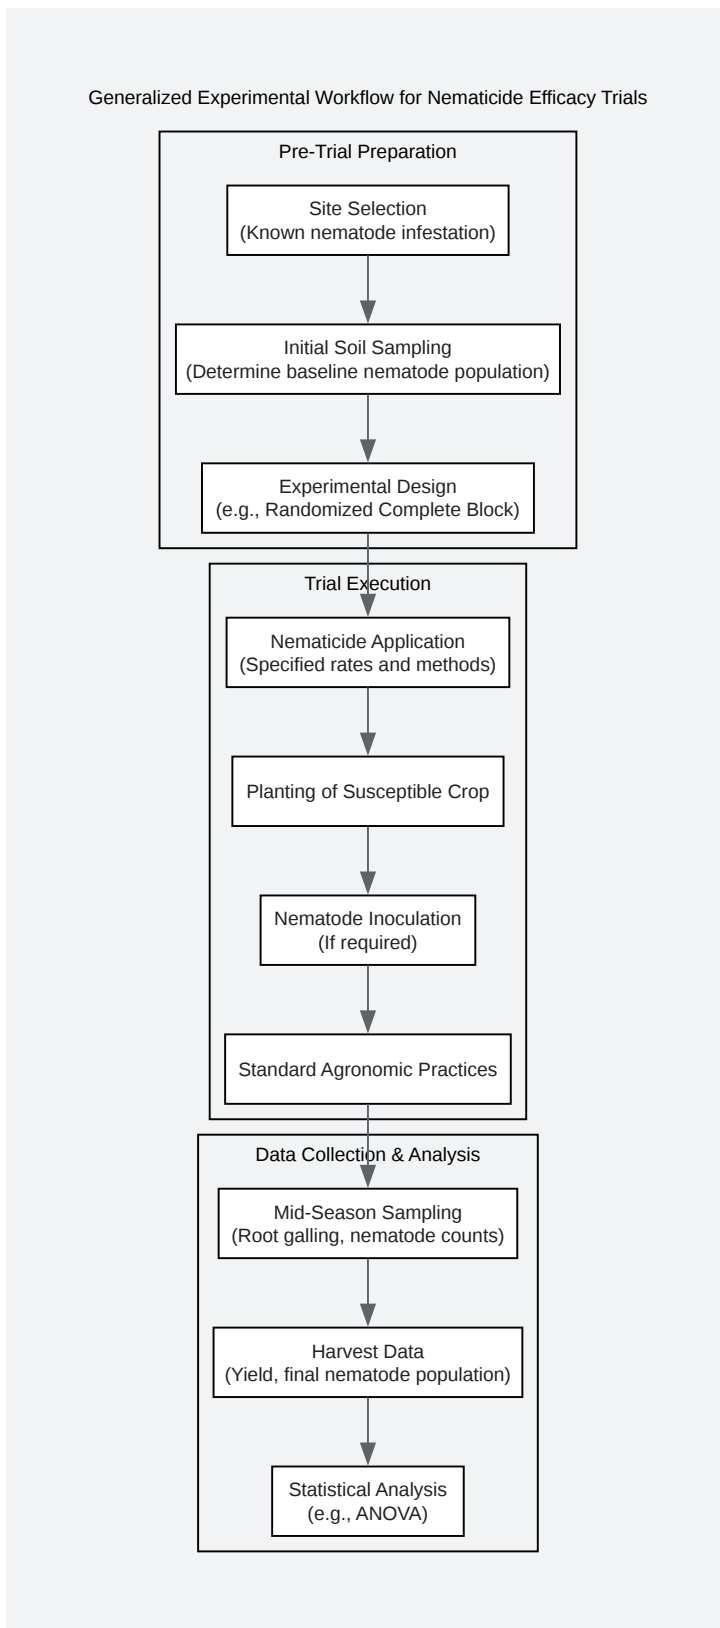 Generalized Experimental Workflow for Nematicide Efficacy Trials
Pre-Trial Preparation
Site Selection
(Known nematode infestation)
Initial Soil Sampling
(Determine baseline nematode population)
Experimental Design
(e.g., Randomized Complete Block)
Trial Execution
Nematicide Application
(Specified rates and methods)
Planting of Susceptible Crop
Nematode Inoculation
(If required)
Standard Agronomic Practices
Data Collection & Analysis
Mid-Season Sampling
(Root galling, nematode counts)
Harvest Data
(Yield, final nematode population)
Statistical Analysis
(e.g., ANOVA)